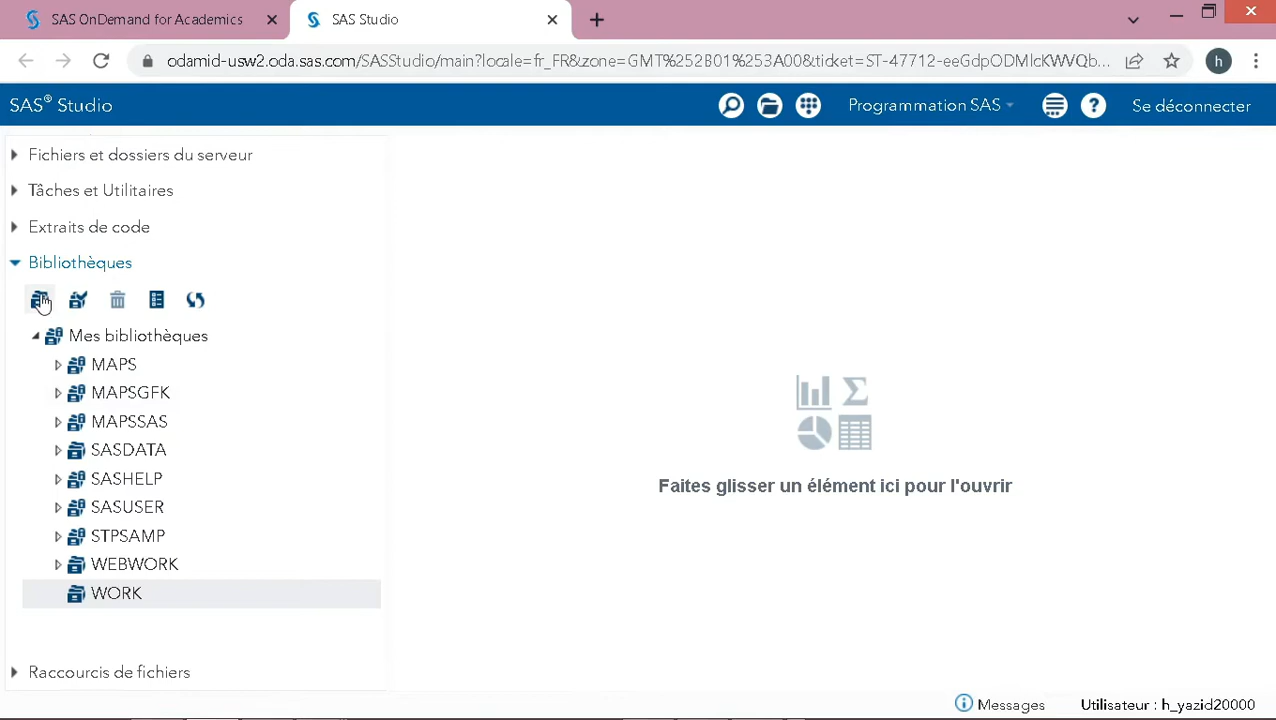 SAS OnDemand for Academics
SAS Studio
odamid-usw2.oda.sas.com/SASStudio/main?locale=fr_FR&zone=GMT%252B01%253A00&ticket=ST-47712-eeGdpODMlcKWVQb...
h
SAS® Studio
Programmation SAS
?
Se déconnecter
Fichiers et dossiers du serveur
Tâches et Utilitaires
Extraits de code
Bibliothèques
Mes bibliothèques
MAPS
MAPSGFK
MAPSSAS
SASDATA
SASHELP
SASUSER
STPSAMP
WEBWORK
WORK
Raccourcis de fichiers
Faites glisser un élément ici pour l'ouvrir
Messages
Utilisateur : h_yazid20000